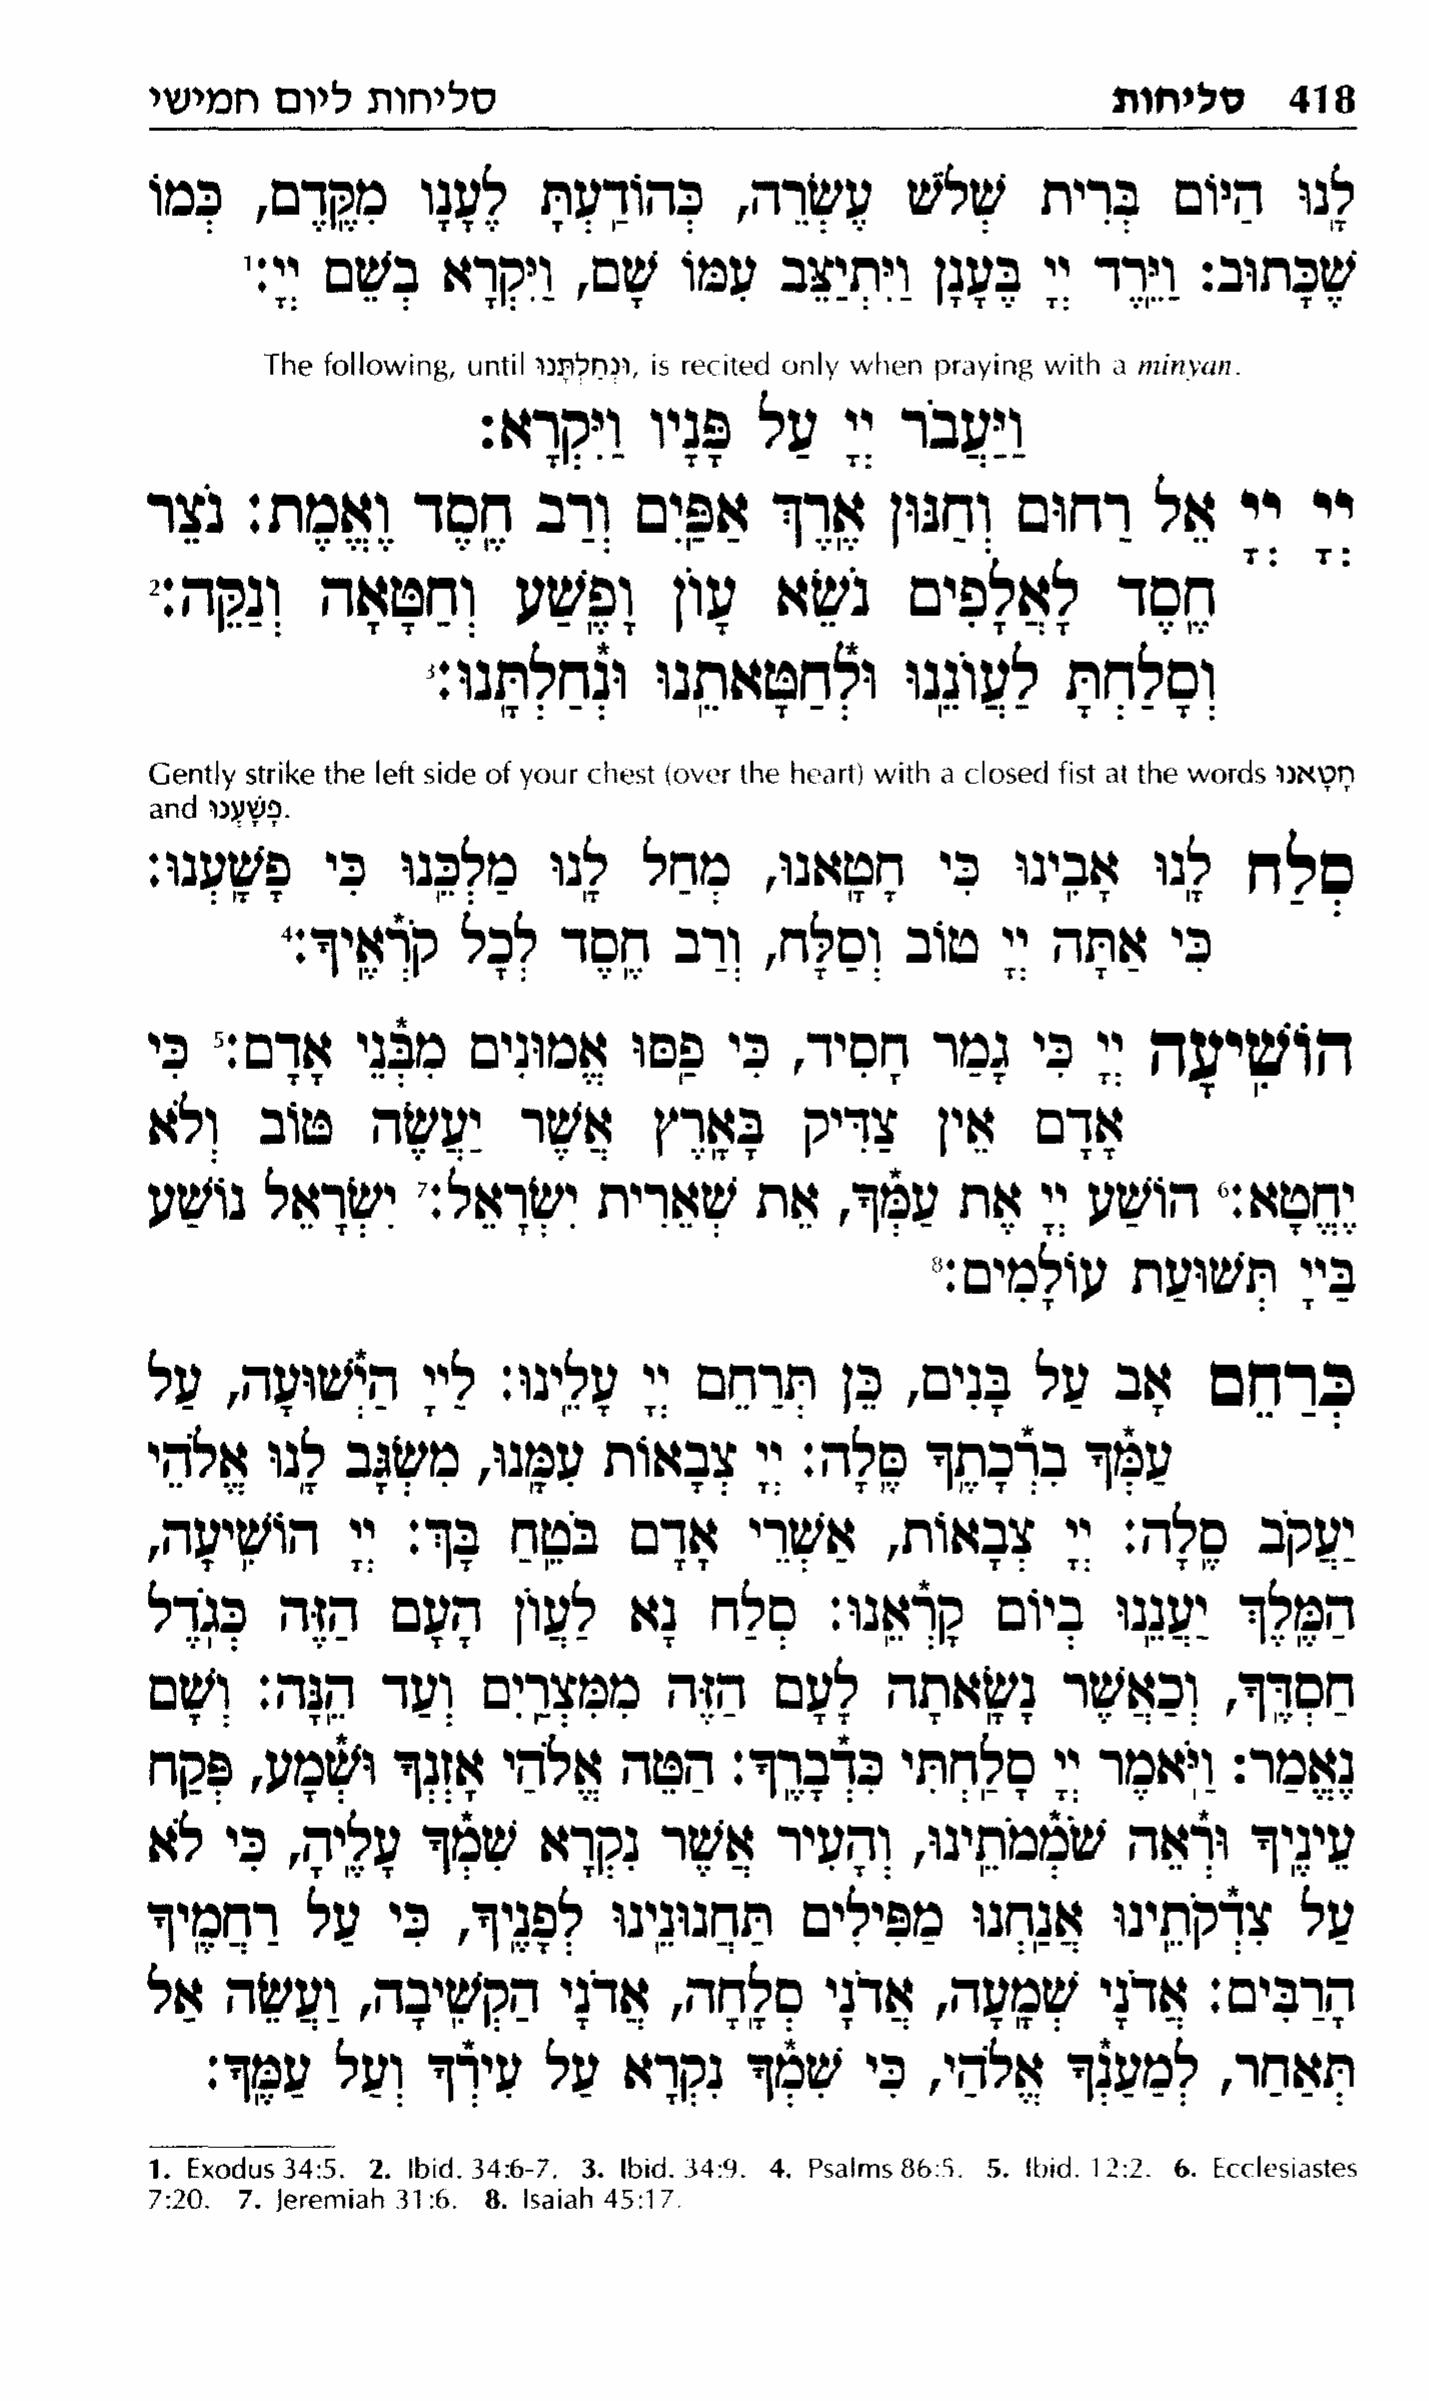 418 סליחות סליחות ליום חמישי
לָנוּ הַיּוֹם בְּרִית שְׁלֹשׁ עֶשְׂרֵה, כְּהוֹדַעְתָּ לֶעָנָו מִקֶּדֶם, כְּמוֹ
שֶׁכָּתוּב: וַיֵּרֶד יְיָ בֶּעָנָן וַיִּתְיַצֵּב עִמּוֹ שָׁם, וַיִּקְרָא בְשֵׁם יְיָ:1
The following, until וּנְחַלְתָּנוּ, is recited only when praying with a minyan.
וַיַּעֲבֹר יְיָ עַל פָּנָיו וַיִּקְרָא:
יְיָ יְיָ אֵל רַחוּם וְחַנּוּן אֶרֶךְ אַפַּיִם וְרַב חֶסֶד וֶאֱמֶת: נֹצֵר
חֶסֶד לָאֲלָפִים נֹשֵׂא עָוֹן וָפֶשַׁע וְחַטָּאָה וְנַקֵּה:2
וְסָלַחְתָּ לַעֲוֹנֵנוּ וּלְ*חַטָּאתֵנוּ וּנְ*חַלְתָּנוּ:3
Gently strike the left side of your chest (over the heart) with a closed fist at the words חָטָאנוּ
and פָשָׁעְנוּ.
סְלַח לָנוּ אָבִינוּ כִּי חָטָאנוּ, מְחַל לָנוּ מַלְכֵּנוּ כִּי פָשָׁעְנוּ:
כִּי אַתָּה יְיָ טוֹב וְסַלָּח, וְרַב חֶסֶד לְכָל קֹרְ*אֶיךָ:4
הוֹשִׁיעָה יְיָ כִּי גָמַר חָסִיד, כִּי פַסּוּ אֱמוּנִים מִבְּ*נֵי אָדָם:5 כִּי
אָדָם אֵין צַדִּיק בָּאָרֶץ אֲשֶׁר יַעֲשֶׂה טּוֹב וְלֹא
יֶחֱטָא:6 הוֹשַׁע יְיָ אֶת עַמְּ*ךָ, אֵת שְׁאֵרִית יִשְׂרָאֵל:7 יִשְׂרָאֵל נוֹשַׁע
בַּייָ תְּשׁוּעַת עוֹלָמִים:8
כְּרַחֵם אָב עַל בָּנִים, כֵּן תְּרַחֵם יְיָ עָלֵינוּ: לַייָ הַיְ*שׁוּעָה, עַל
עַמְּ*ךָ בִרְ*כָתֶךָ סֶּלָה: יְיָ צְבָאוֹת עִמָּנוּ, מִשְׂגָּב לָנוּ אֱלֹהֵי
יַעֲקֹב סֶלָה: יְיָ צְבָאוֹת, אַשְׁרֵי אָדָם בֹּטֵחַ בָּךְ: יְיָ הוֹשִׁיעָה,
הַמֶּלֶךְ יַעֲנֵנוּ בְיוֹם קָרְ*אֵנוּ: סְלַח נָא לַעֲוֹן הָעָם הַזֶּה כְּגֹדֶל
חַסְדֶּךָ, וְכַאֲשֶׁר נָשָׂאתָה לָעָם הַזֶּה מִמִּצְרַיִם וְעַד הֵנָּה: וְשָׁם
נֶאֱמַר: וַיֹּאמֶר יְיָ סָלַחְתִּי כִּדְ*בָרֶךָ: הַטֵּה אֱלֹהַי אָזְנְךָ וּשְׁ*מָע, פְּקַח
עֵינֶיךָ וּרְ*אֵה שֹׁמְ*מֹתֵינוּ, וְהָעִיר אֲשֶׁר נִקְרָא שִׁמְ*ךָ עָלֶיהָ, כִּי לֹא
עַל צִדְ*קֹתֵינוּ אֲנַחְנוּ מַפִּילִים תַּחֲנוּנֵינוּ לְפָנֶיךָ, כִּי עַל רַחֲמֶיךָ
הָרַבִּים: אֲדֹנָי שְׁמָעָה, אֲדֹנָי סְלָחָה, אֲדֹנָי הַקְשִׁיבָה, וַעֲשֵׂה אַל
תְּאַחַר, לְמַעַנְ*ךָ אֱלֹהַי, כִּי שִׁמְ*ךָ נִקְרָא עַל עִירְ*ךָ וְעַל עַמֶּךָ:
1. Exodus 34:5. 2. Ibid. 34:6-7. 3. Ibid. 34:9. 4. Psalms 86:5. 5. Ibid. 12:2. 6. Ecclesiastes
7:20. 7. Jeremiah 31:6. 8. Isaiah 45:17.